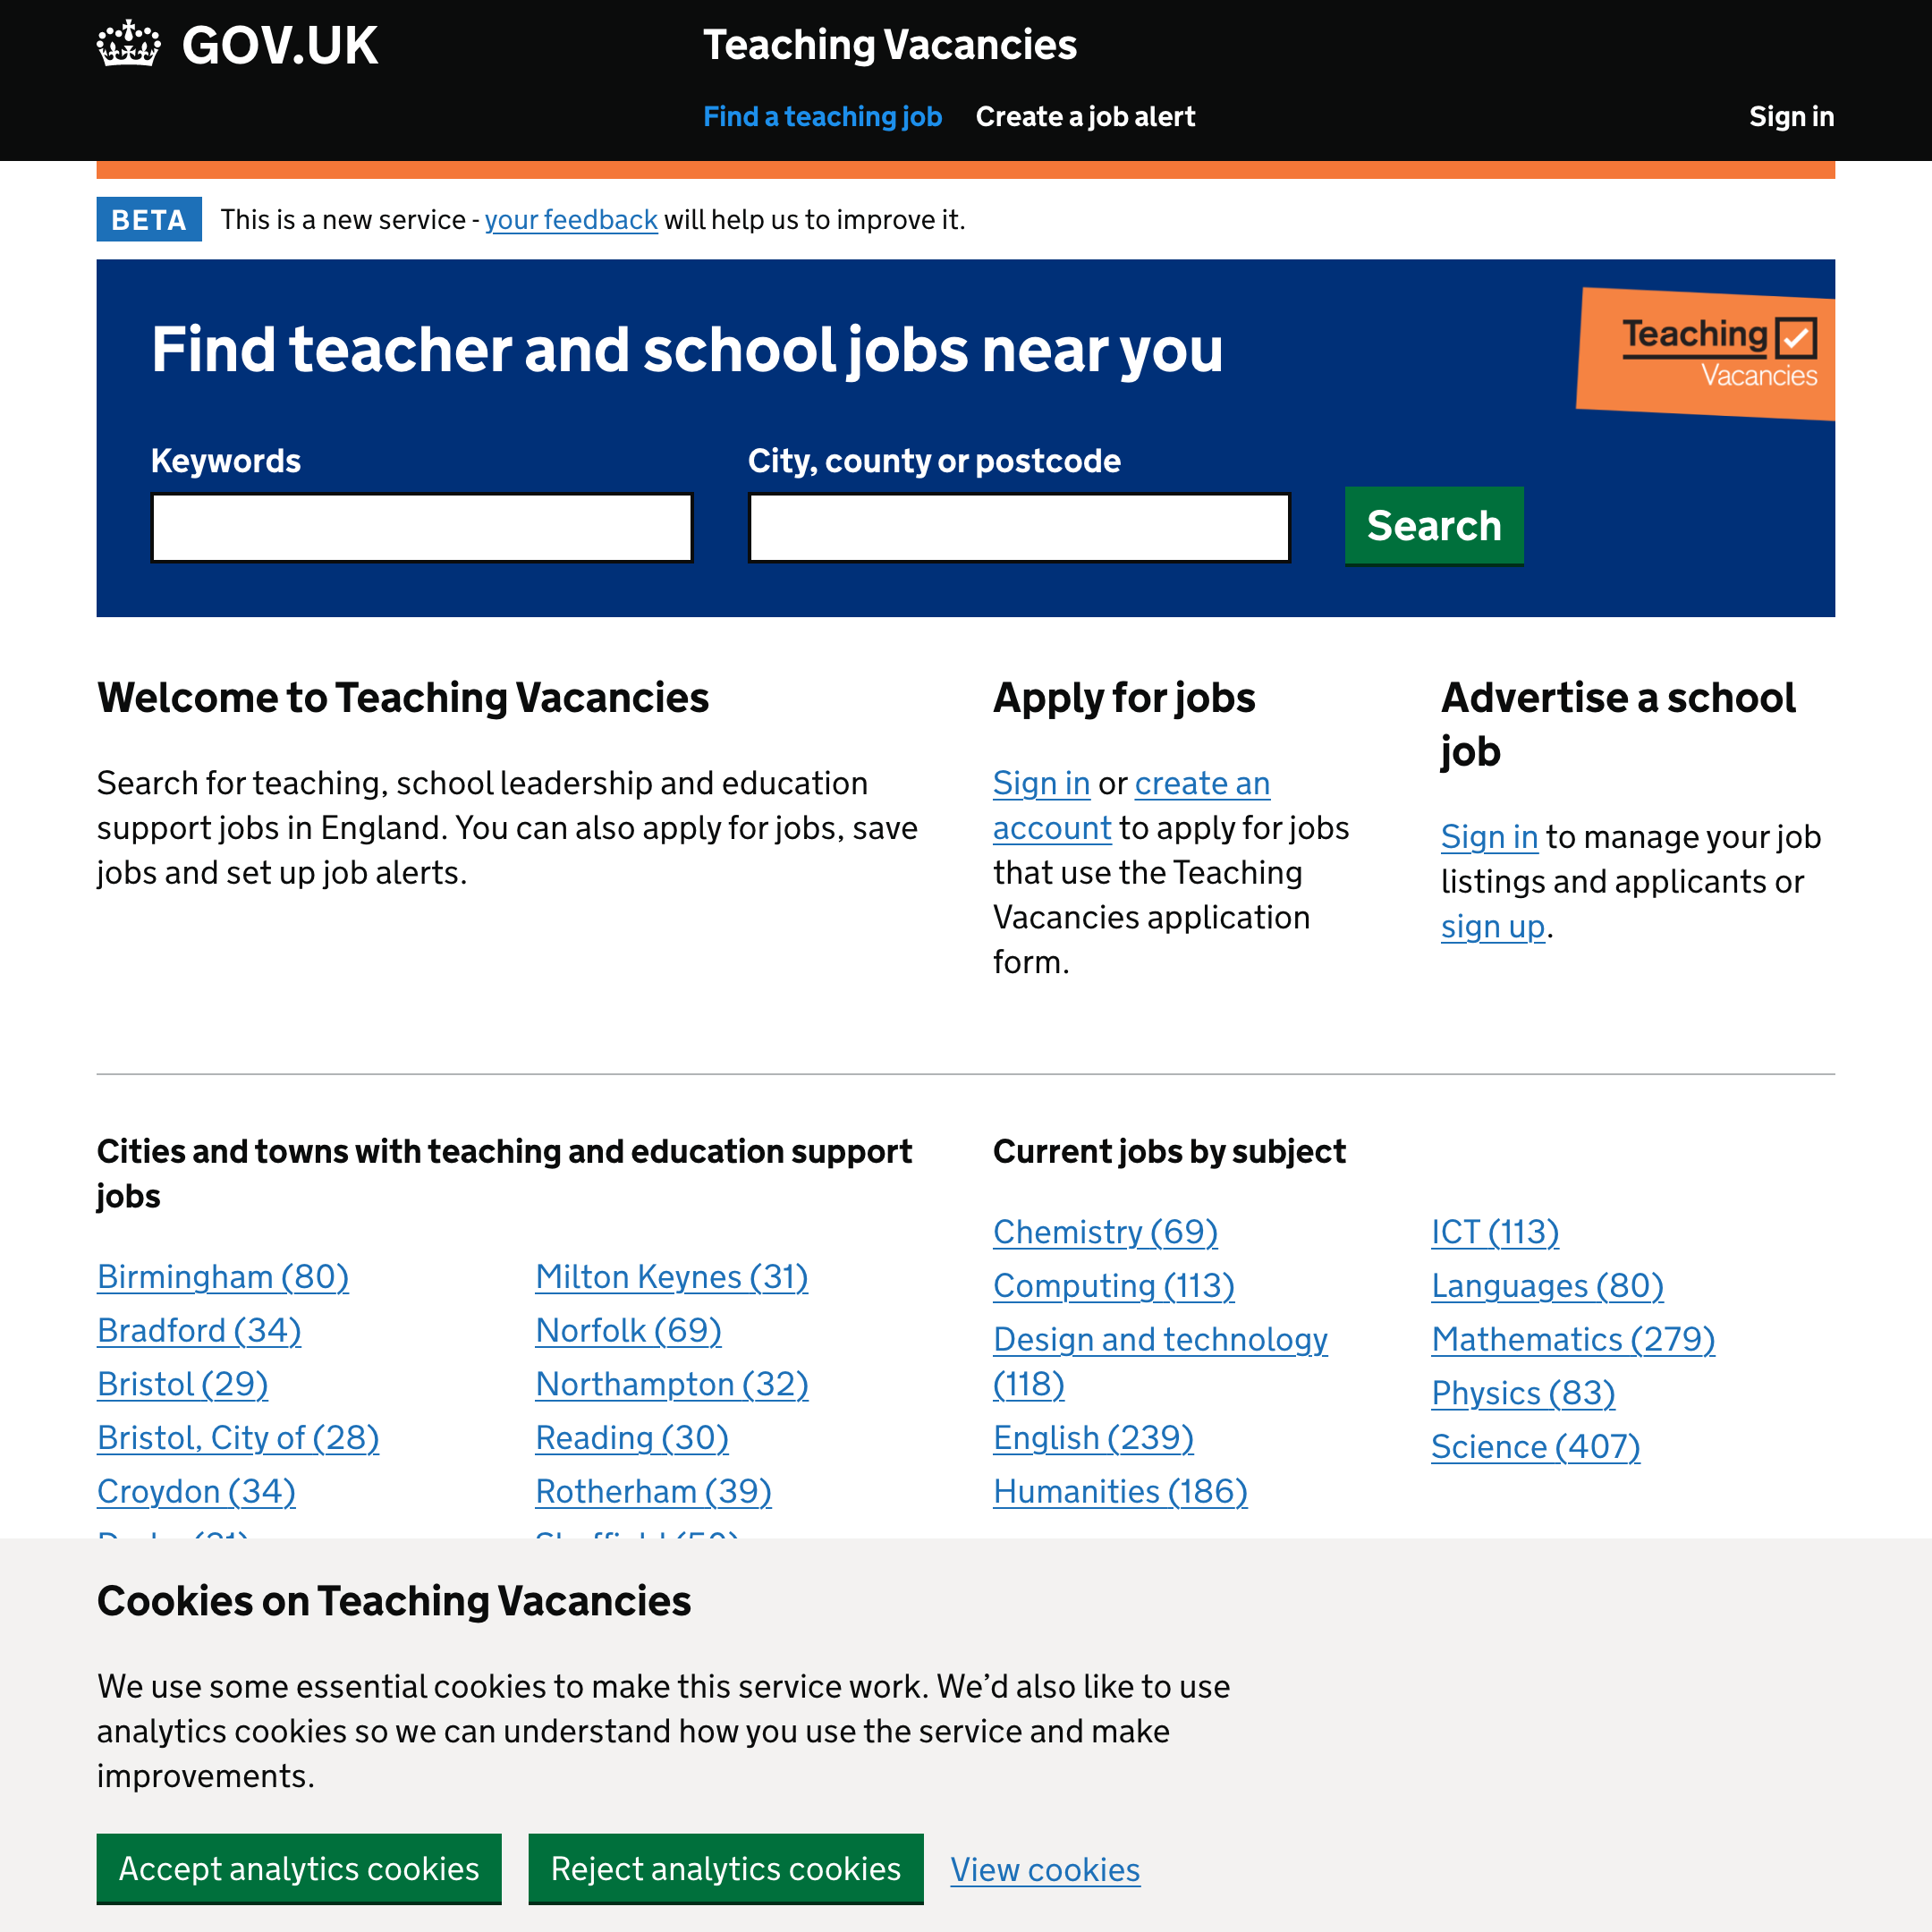 GOV.UK
Teaching Vacancies
Find a teaching job
Create a job alert
Sign in
BETA
This is a new service - your feedback will help us to improve it.
Find teacher and school jobs near you
Teaching
Vacancies
Keywords
City, county or postcode
Search
Welcome to Teaching Vacancies
Search for teaching, school leadership and education
support jobs in England. You can also apply for jobs, save
jobs and set up job alerts.
Apply for jobs
Sign in or create an
account to apply for jobs
that use the Teaching
Vacancies application
form.
Advertise a school
job
Sign in to manage your job
listings and applicants or
sign up.
Cities and towns with teaching and education support
jobs
Birmingham (80)
Bradford (34)
Bristol (29)
Bristol, City of (28)
Croydon (34)
Milton Keynes (31)
Norfolk (69)
Northampton (32)
Reading (30)
Rotherham (39)
Current jobs by subject
Chemistry (69)
Computing (113)
Design and technology
(118)
English (239)
Humanities (186)
ICT (113)
Languages (80)
Mathematics (279)
Physics (83)
Science (407)
Cookies on Teaching Vacancies
We use some essential cookies to make this service work. We’d also like to use
analytics cookies so we can understand how you use the service and make
improvements.
Accept analytics cookies
Reject analytics cookies
View cookies